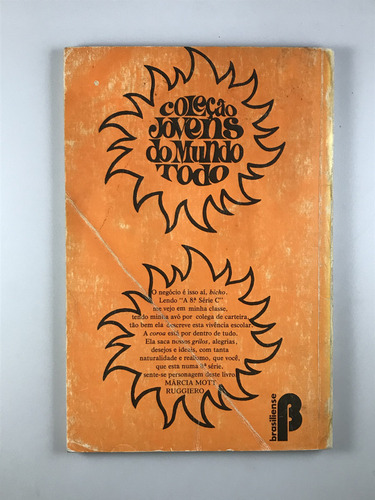 Coleção
Jovens
do Mundo
Todo
O negócio é isso aí, bicho.
Lendo "A 8ª Série C"
me vejo em minha classe,
tendo minha avó por colega de carteira,
tão bem ela descreve esta vivência escolar.
A coroa está por dentro de tudo.
Ela saca nossos grilos, alegrias,
desejos e ideais, com tanta
naturalidade e realismo, que você,
que esta numa 8ª série,
sente-se personagem deste livro.
MÁRCIA MOTT
RUGGIERO
brasiliense